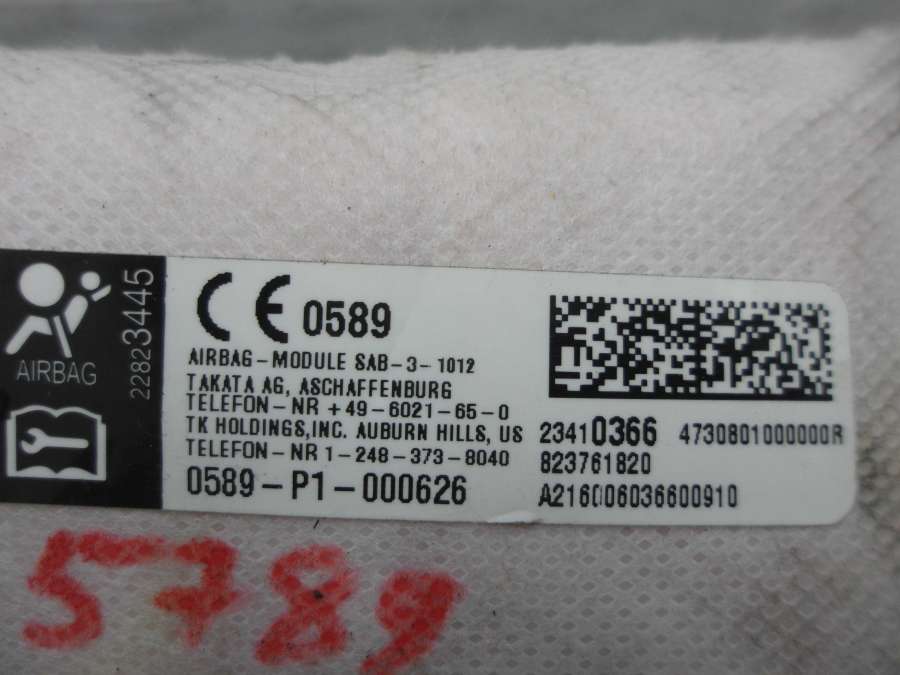 AIRBAG
22823445
CE 0589
AIRBAG-MODULE SAB-3-1012
TAKATA AG, ASCHAFFENBURG
TELEFON-NR +49-6021-65-0
TK HOLDINGS,INC. AUBURN HILLS, US
TELEFON-NR 1-248-373-8040
0589-P1-000626
23410366 4730801000000R
823761820
A216006036600910
5789